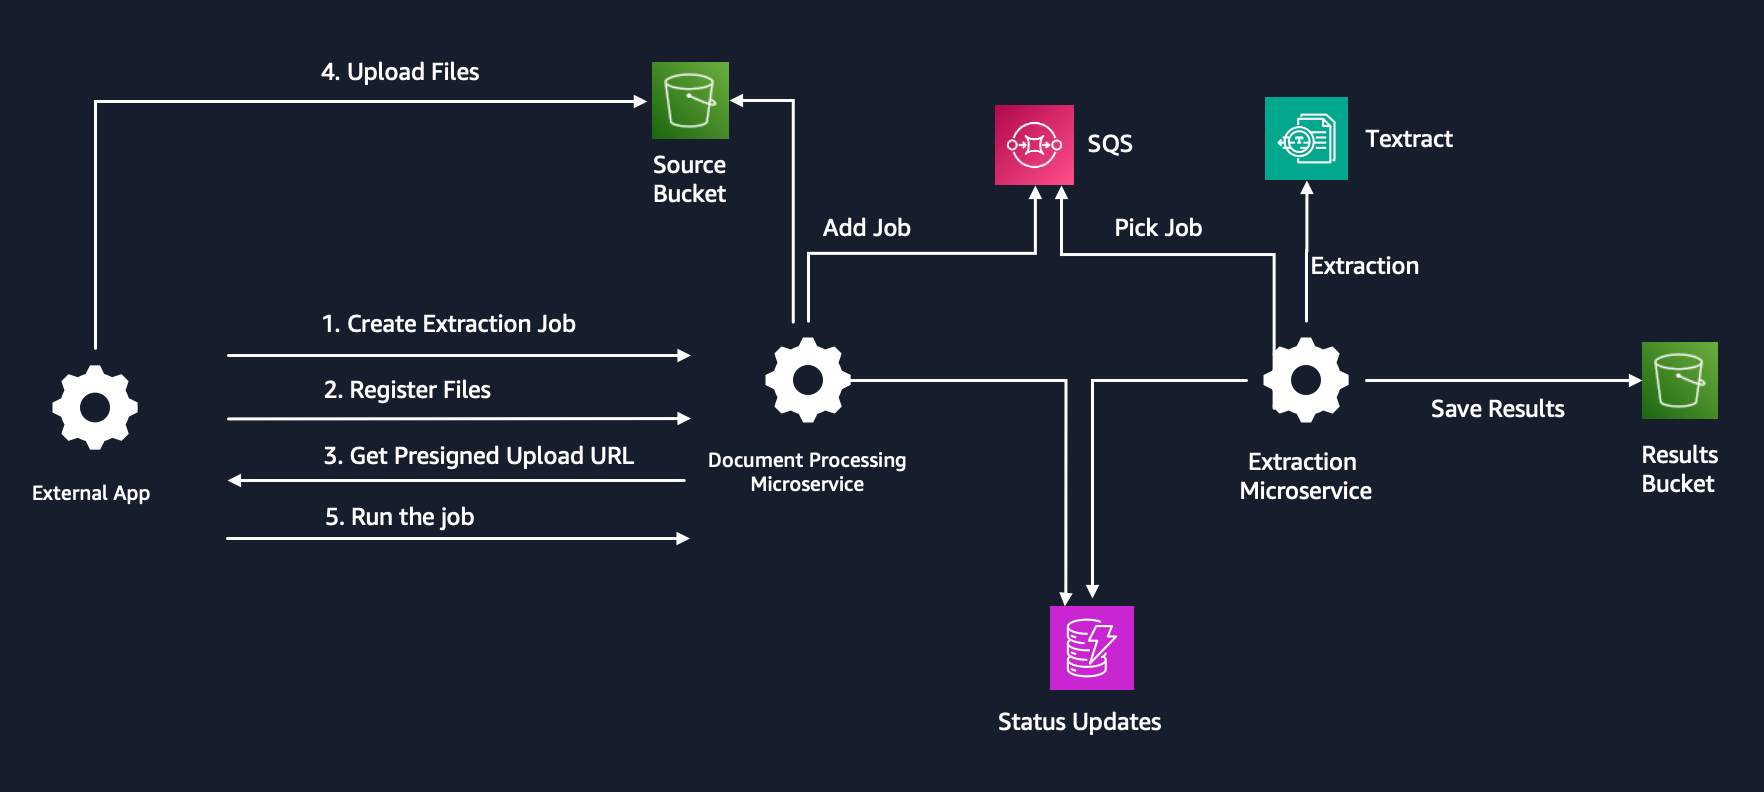 4. Upload Files
Source
Bucket
SQS
Textract
Add Job
Pick Job
Extraction
1. Create Extraction Job
2. Register Files
3. Get Presigned Upload URL
5. Run the job
External App
Document Processing
Microservice
Extraction
Microservice
Save Results
Results
Bucket
Status Updates